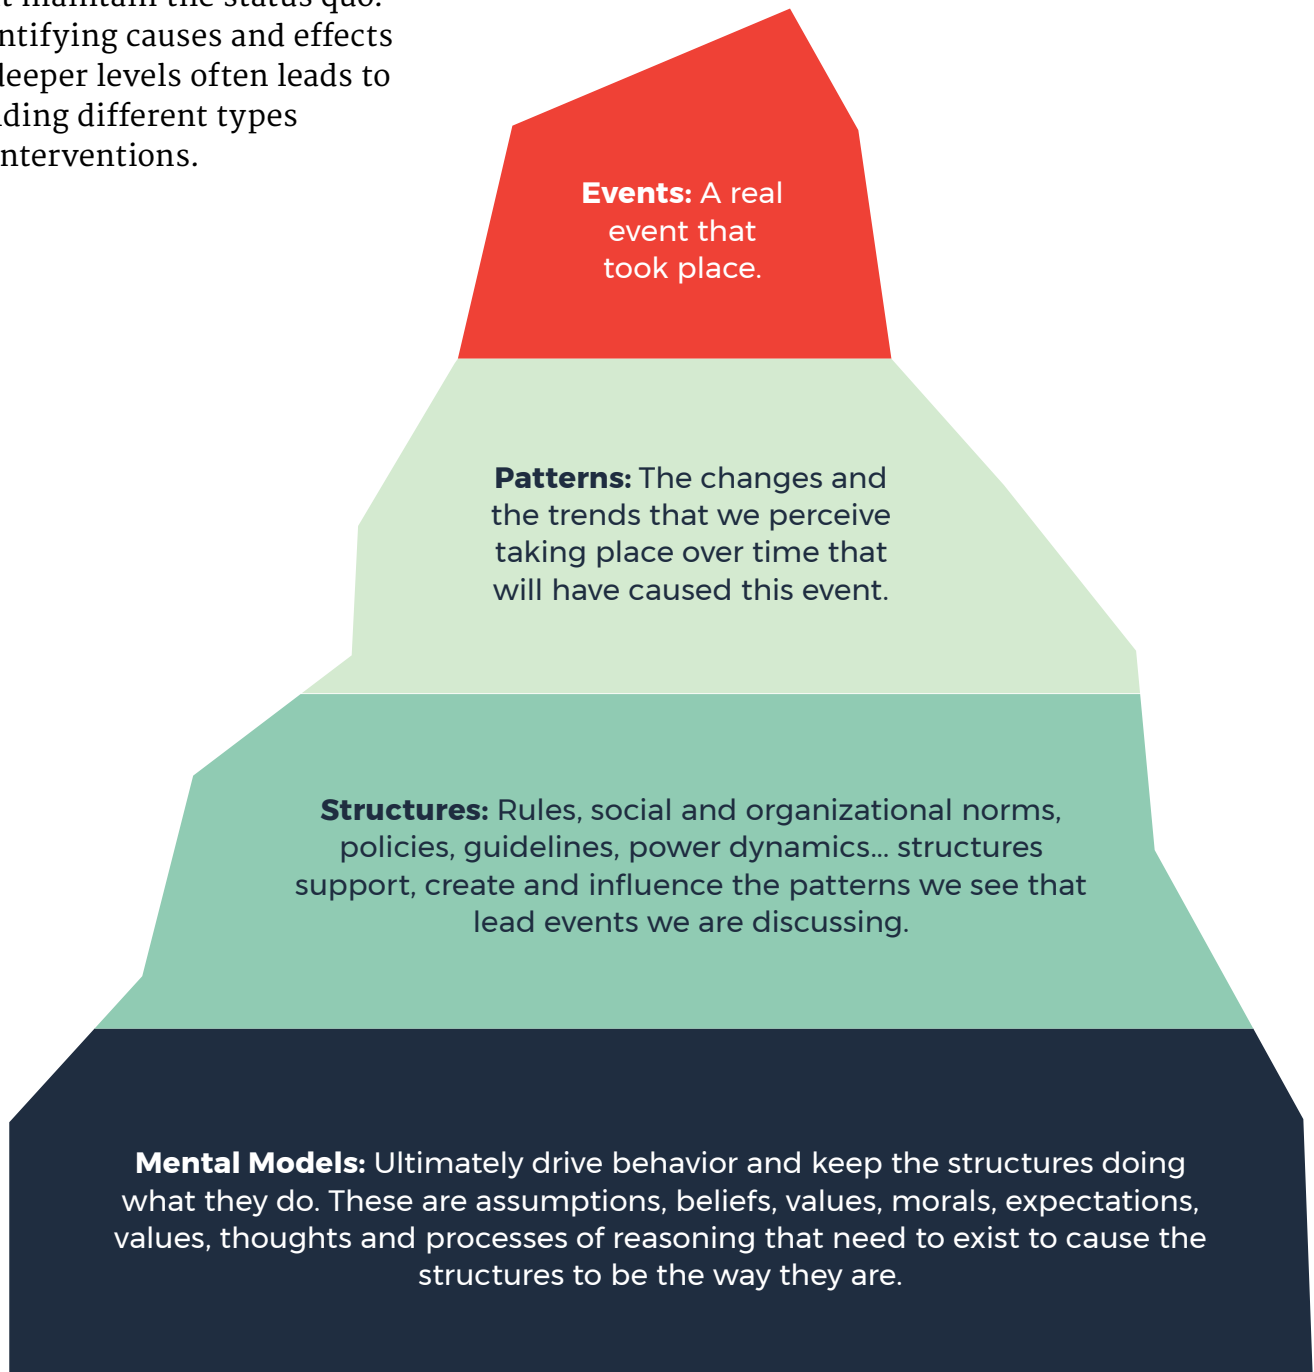 maintain the status quo.
ntifying causes and effects
deeper levels often leads to
ding different types
nterventions.
Events: A real
event that
took place.
Patterns: The changes and
the trends that we perceive
taking place over time that
will have caused this event.
Structures: Rules, social and organizational norms,
policies, guidelines, power dynamics... structures
support, create and influence the patterns we see that
lead events we are discussing.
Mental Models: Ultimately drive behavior and keep the structures doing
what they do. These are assumptions, beliefs, values, morals, expectations,
values, thoughts and processes of reasoning that need to exist to cause the
structures to be the way they are.